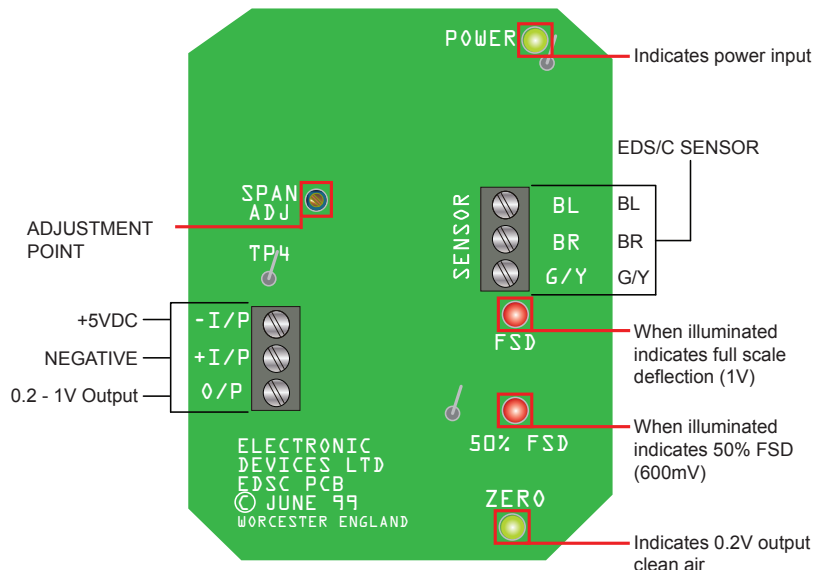 POWER
Indicates power input
EDS/C SENSOR
SPAN
ADJ
ADJUSTMENT
POINT
TP4
SENSOR
BL BL
BR BR
G/Y G/Y
FSD
When illuminated
indicates full scale
deflection (1V)
+5VDC -I/P
NEGATIVE +I/P
0.2 - 1V Output O/P
50% FSD
When illuminated
indicates 50% FSD
(600mV)
ELECTRONIC
DEVICES LTD
EDSC PCB
© JUNE 99
WORCESTER ENGLAND
ZERO
Indicates 0.2V output
clean air